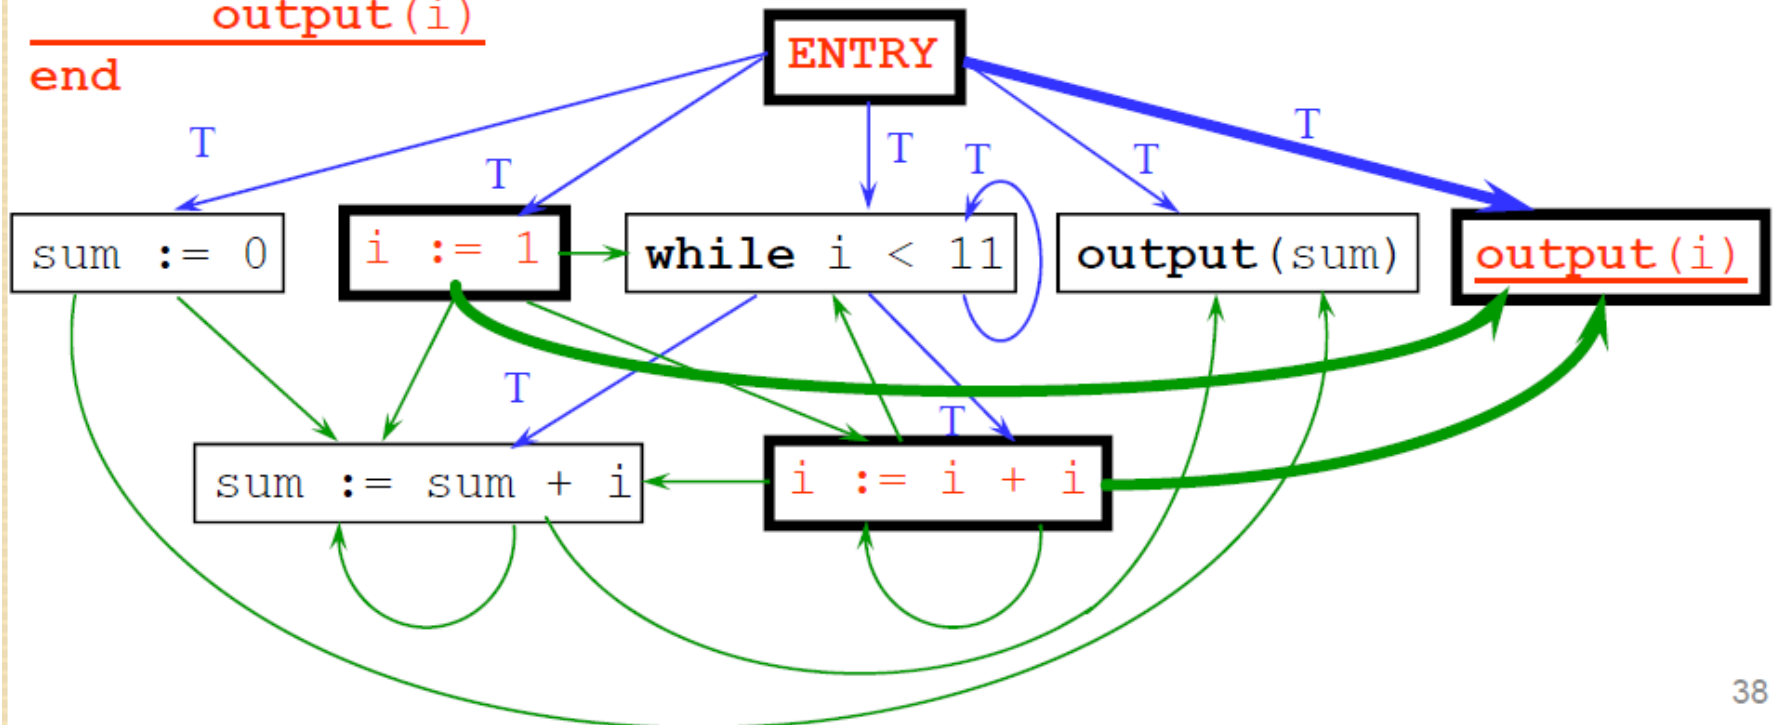 output(i)
end
ENTRY
T
T
T
T
T
T
sum := 0
i := 1
while i < 11
output(sum)
output(i)
T
T
sum := sum + i
i := i + i
38